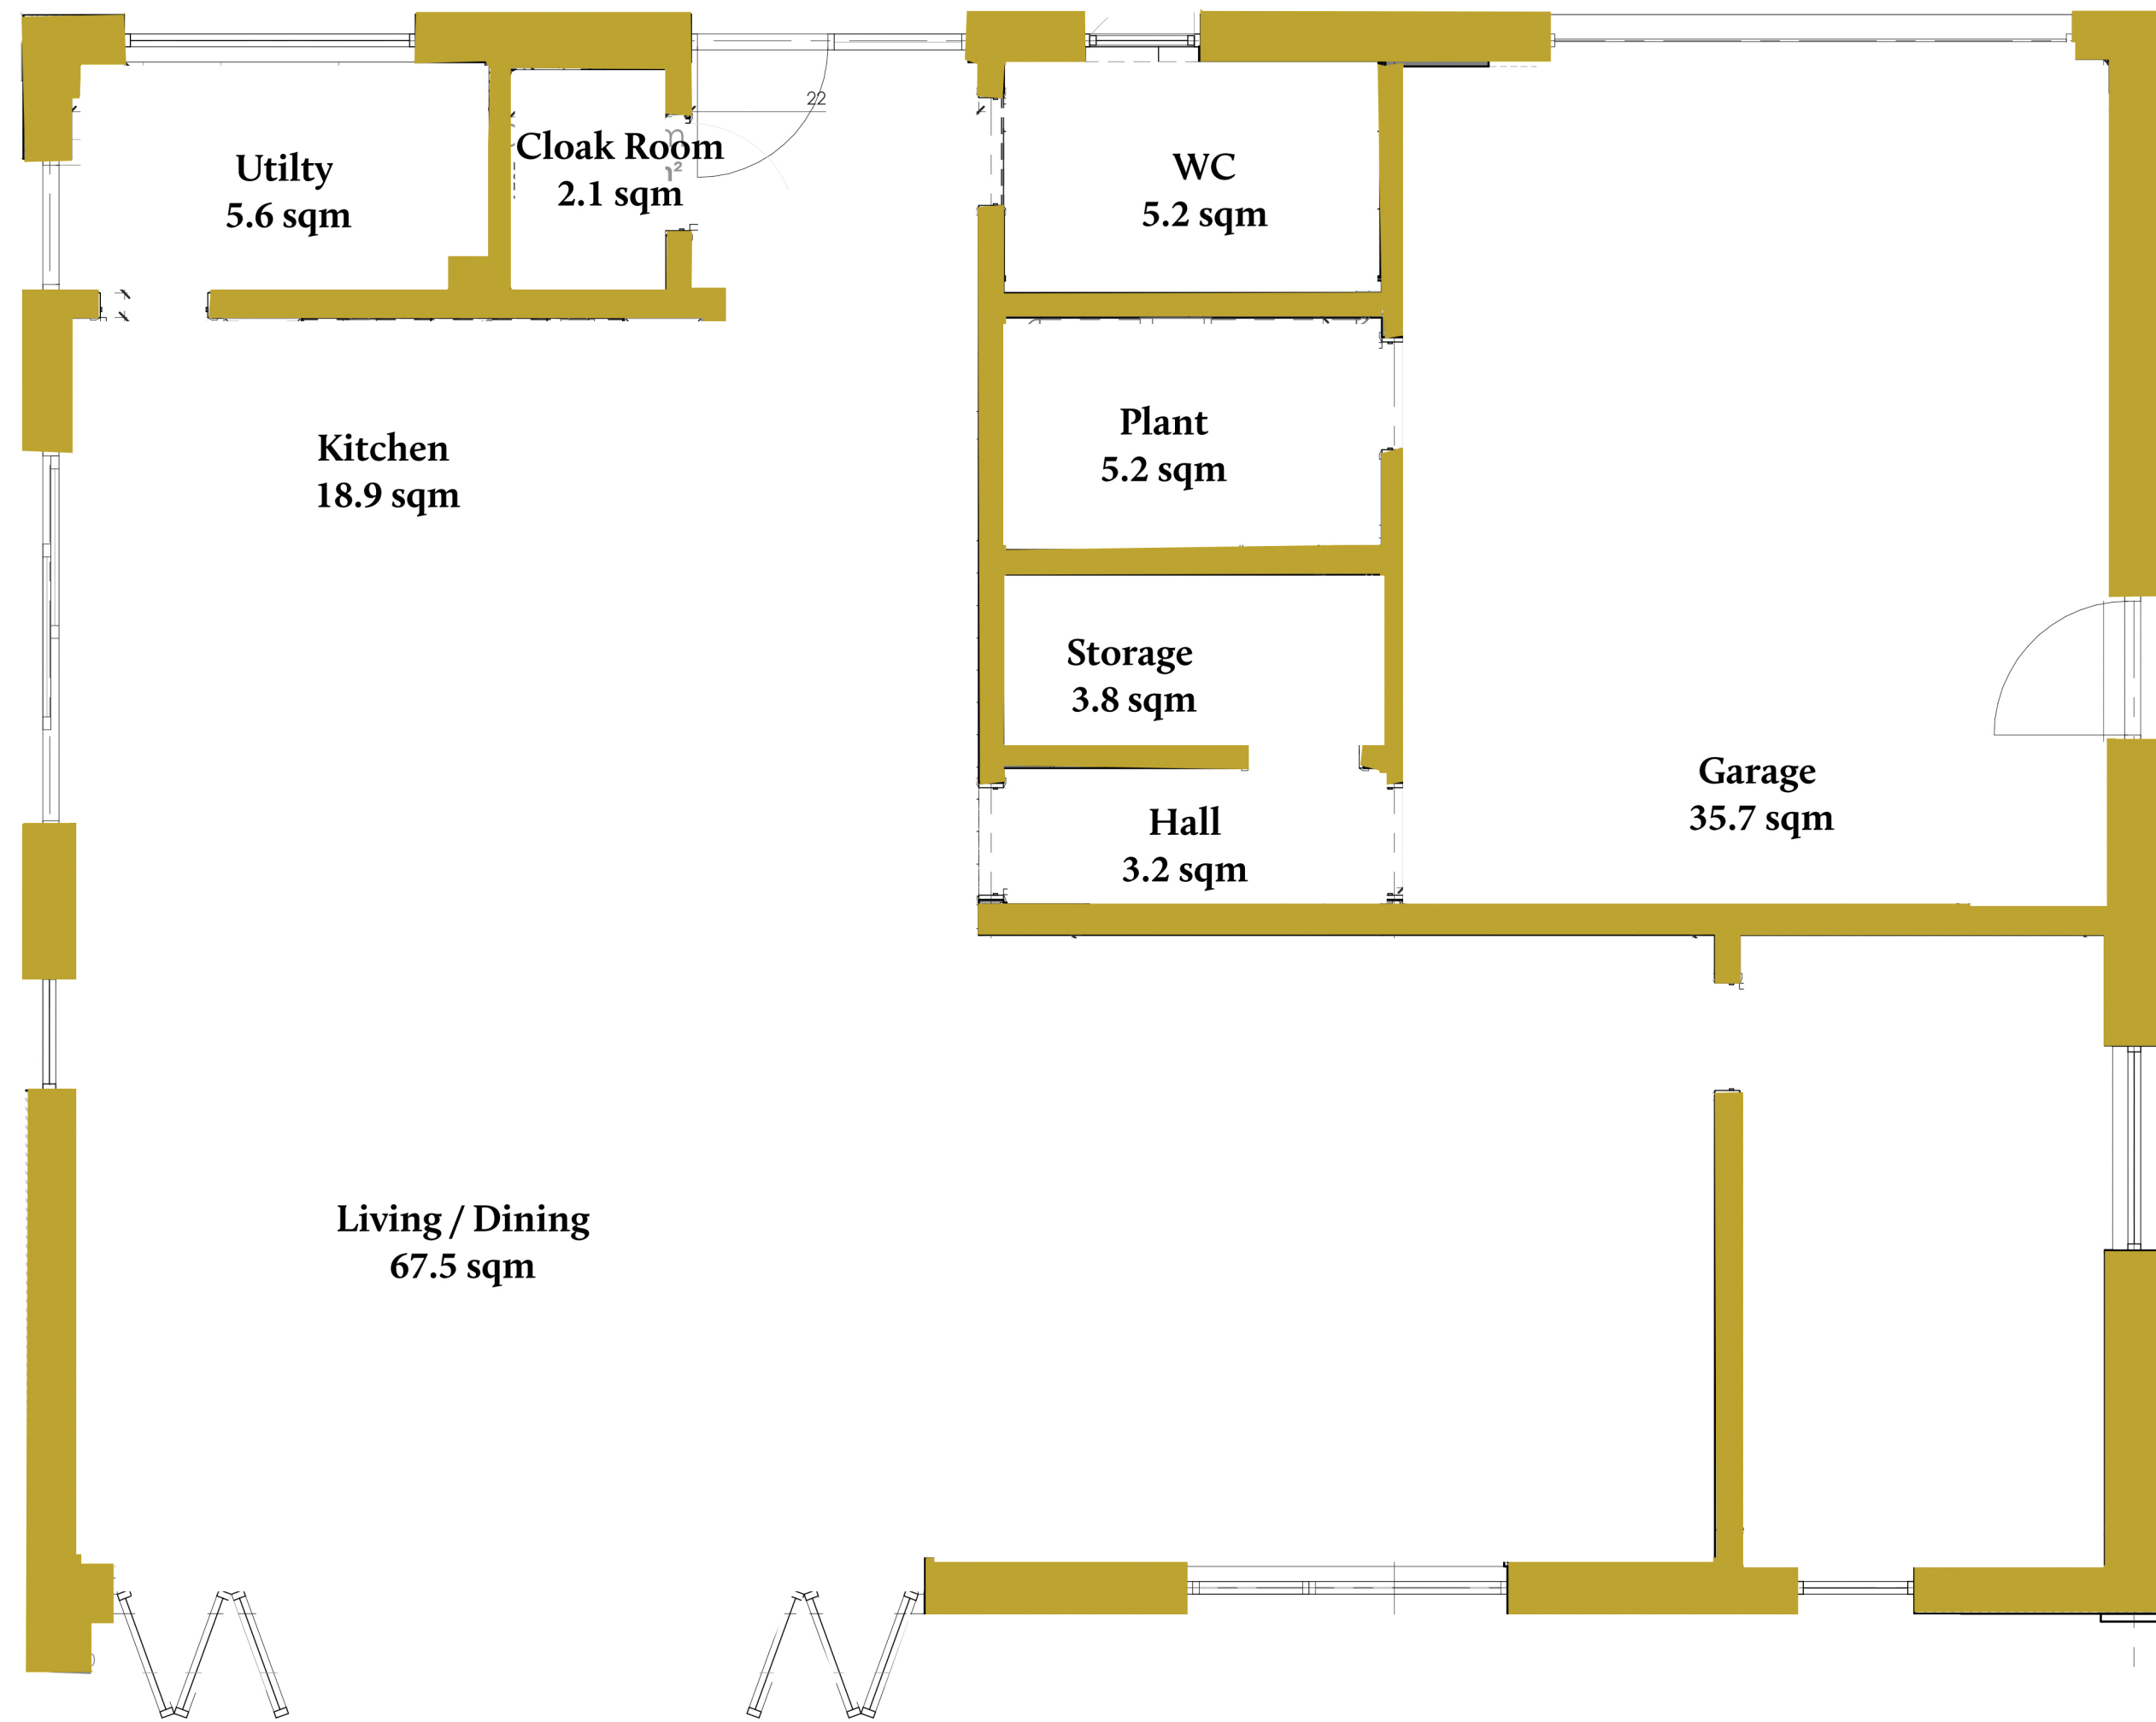 22
Utilty
5.6 sqm
Cloak Room
2.1 sqm
WC
5.2 sqm
Kitchen
18.9 sqm
Plant
5.2 sqm
Storage
3.8 sqm
Garage
35.7 sqm
Hall
3.2 sqm
Living / Dining
67.5 sqm